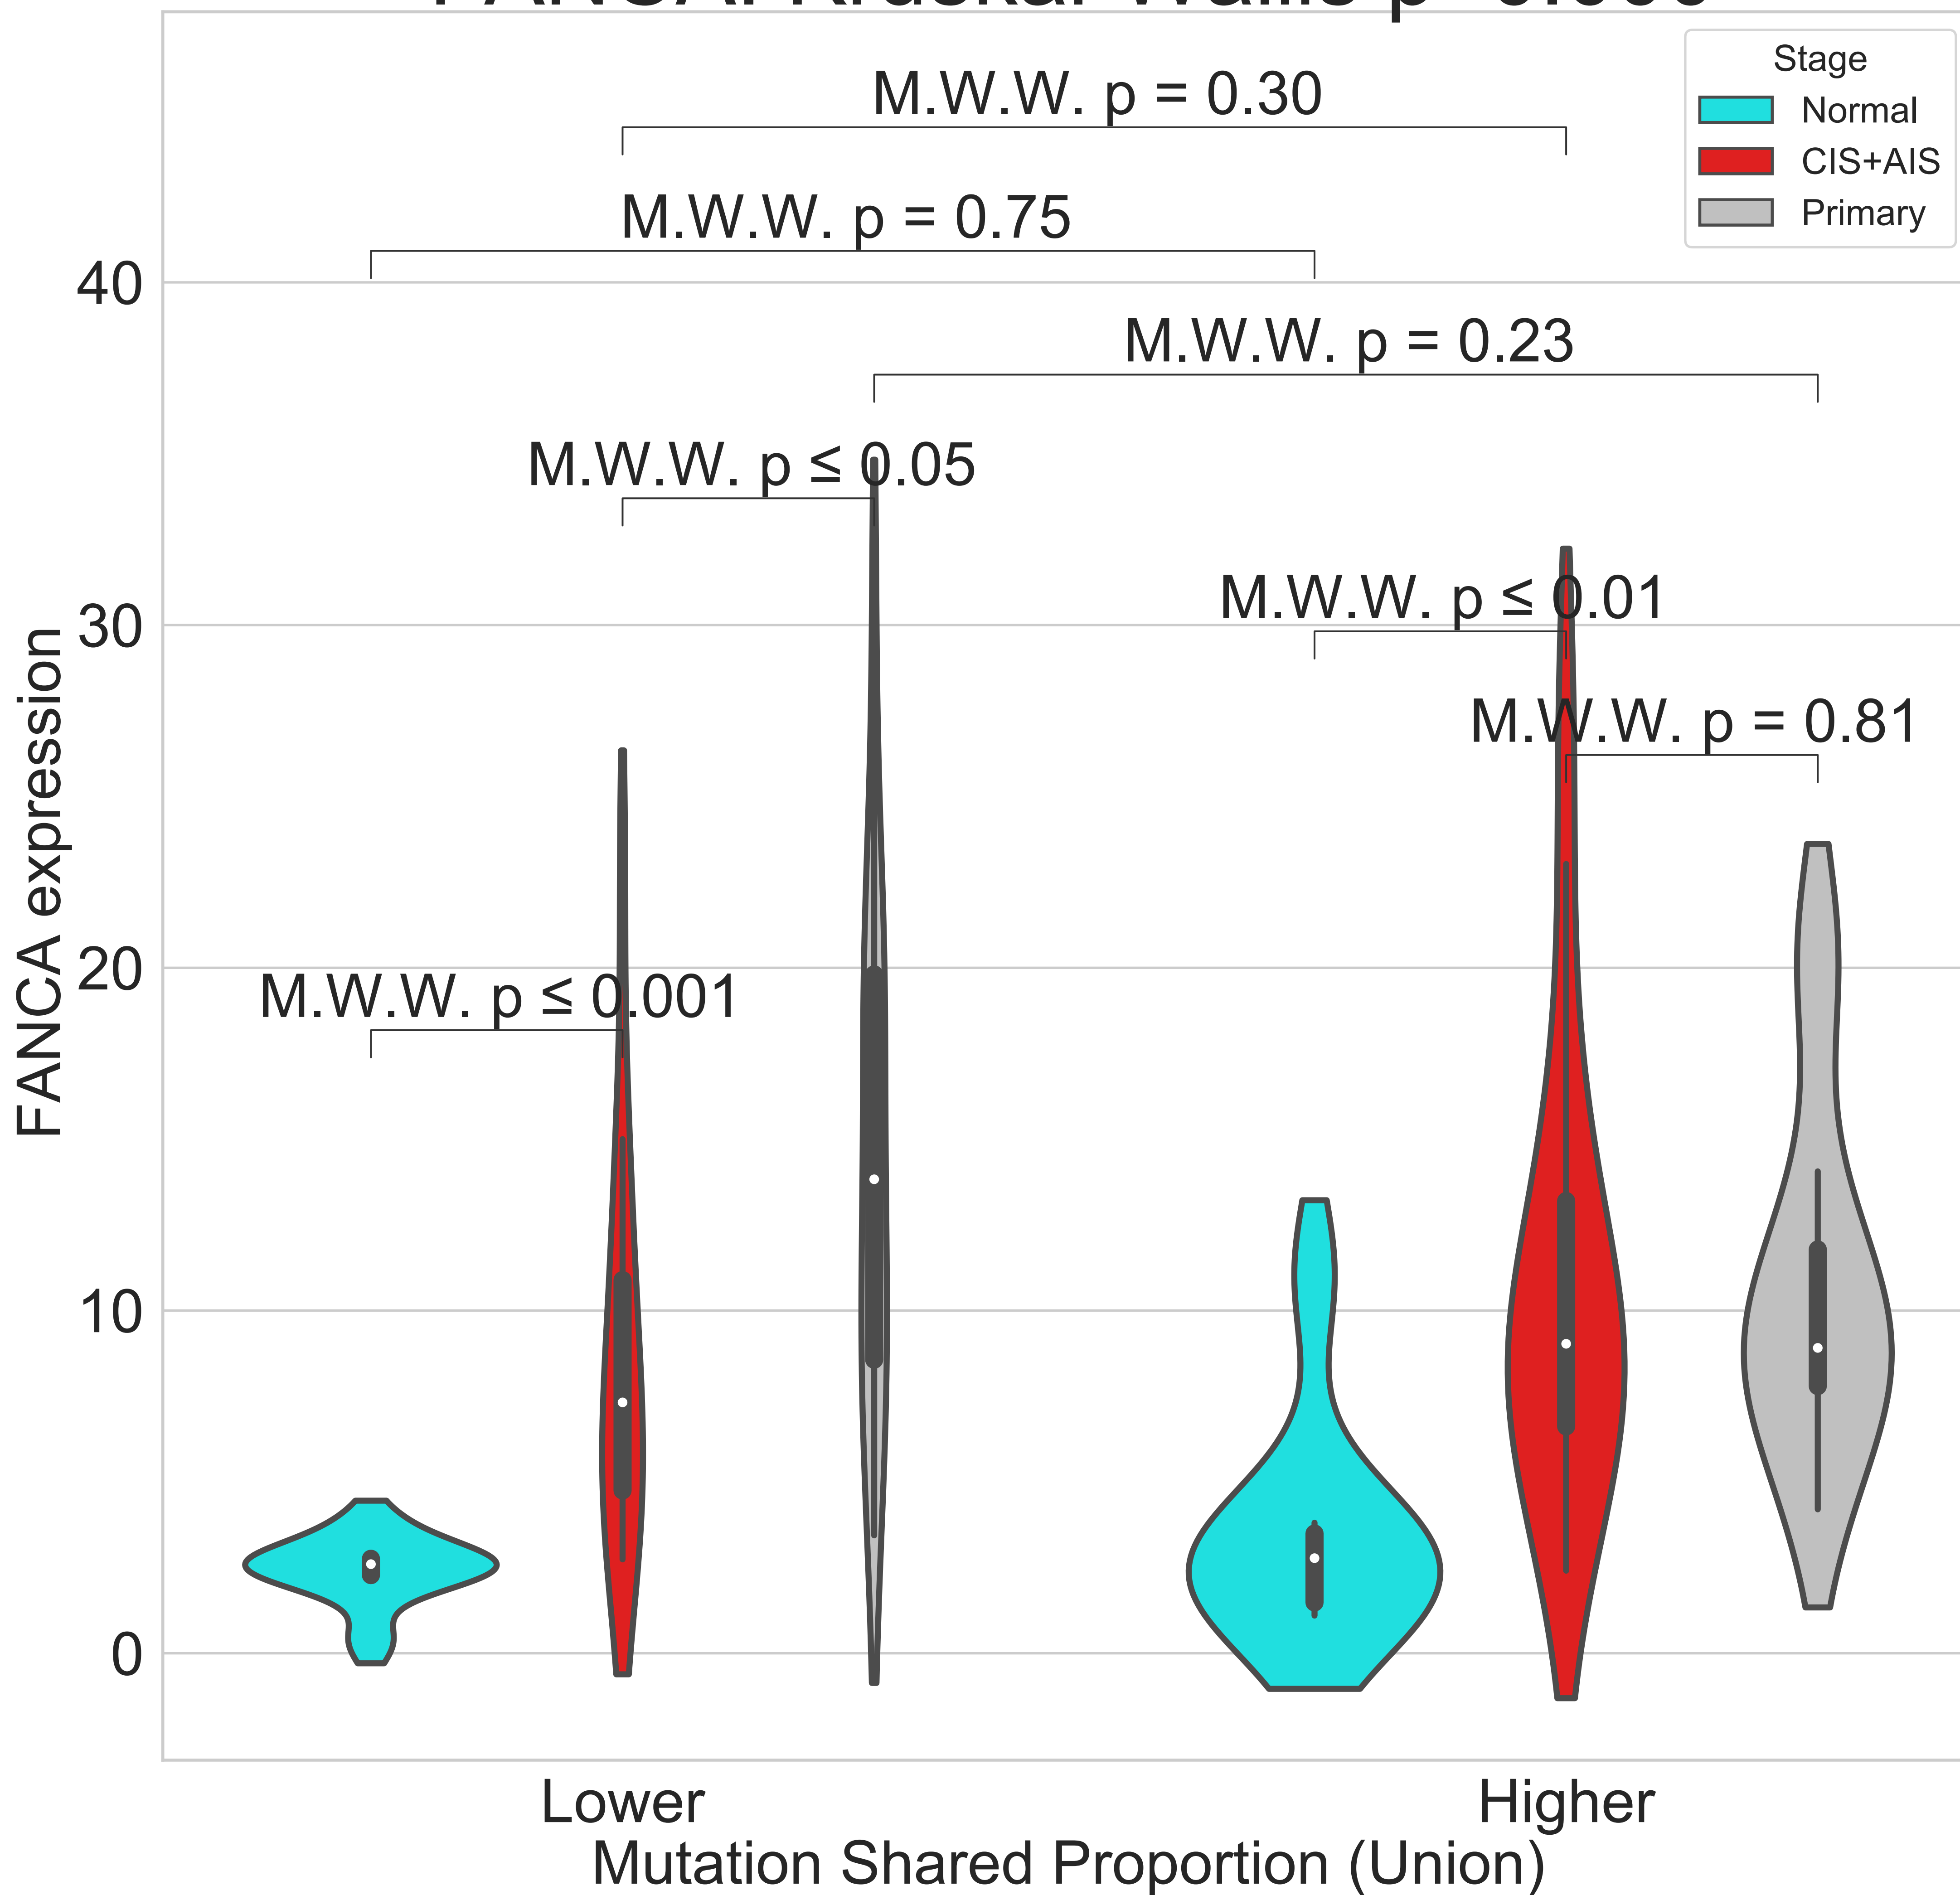 Stage
Normal
CIS+AIS
Primary
M.W.W. p = 0.30
M.W.W. p = 0.75
40
M.W.W. p = 0.23
M.W.W. p ≤ 0.05
M.W.W. p ≤ 0.01
30
M.W.W. p = 0.81
FANCA expression
20
M.W.W. p ≤ 0.001
10
0
Lower
Higher
Mutation Shared Proportion (Union)